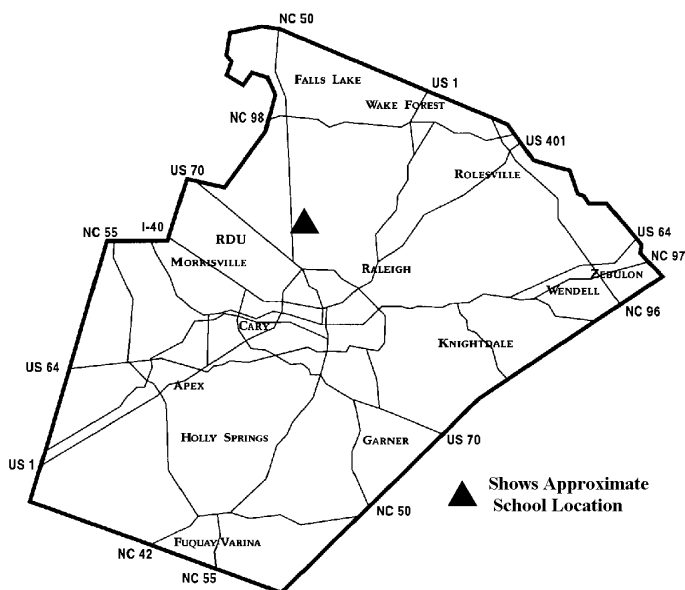 NC 50
FALLS LAKE
US 1
WAKE FOREST
NC 98
US 401
US 70
ROLESVILLE
I-40
NC 55
RDU
US 64
MORRISVILLE
RALEIGH
NC 97
ZEBULON
WENDELL
NC 96
CARY
KNIGHTDALE
US 64
APEX
HOLLY SPRINGS
GARNER
US 70
US 1
Shows Approximate
School Location
NC 50
FUQUAY-VARINA
NC 42
NC 55